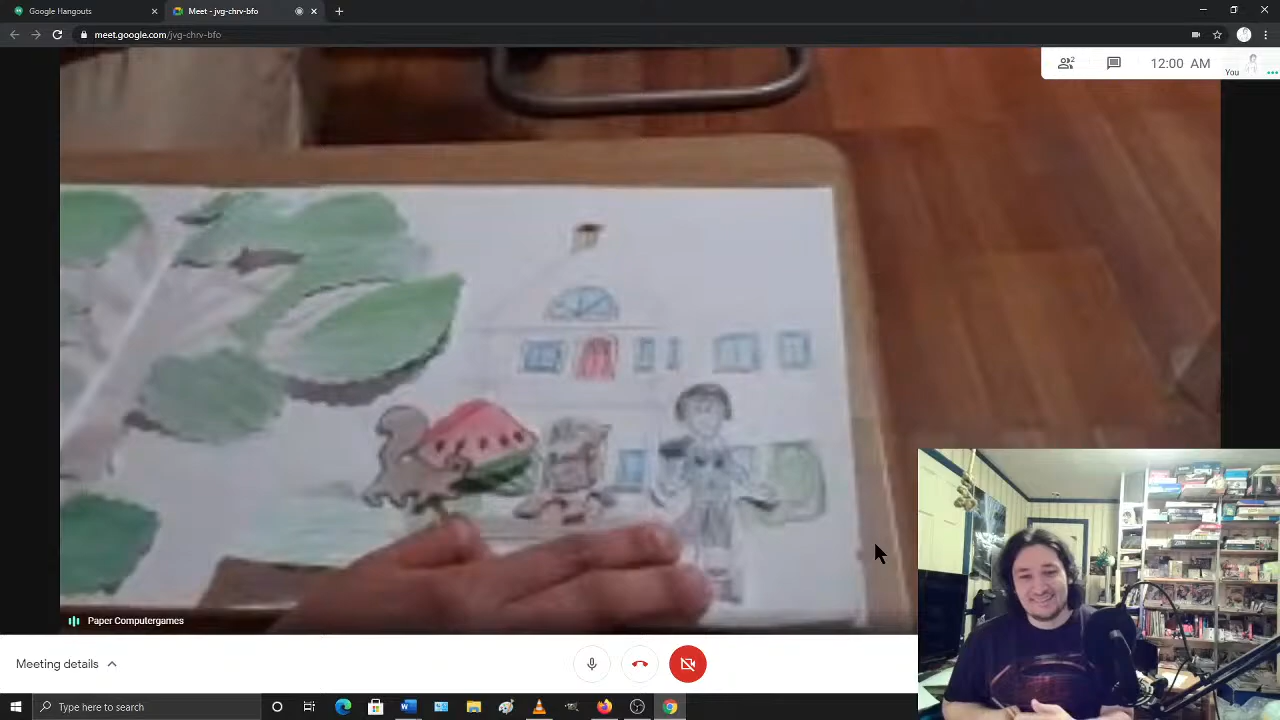 Google Hangouts
Meet - jvg-chrv-bfo
meet.google.com/jvg-chrv-bfo
2
12:00 AM
You
Paper Computergames
Meeting details
Type here to search